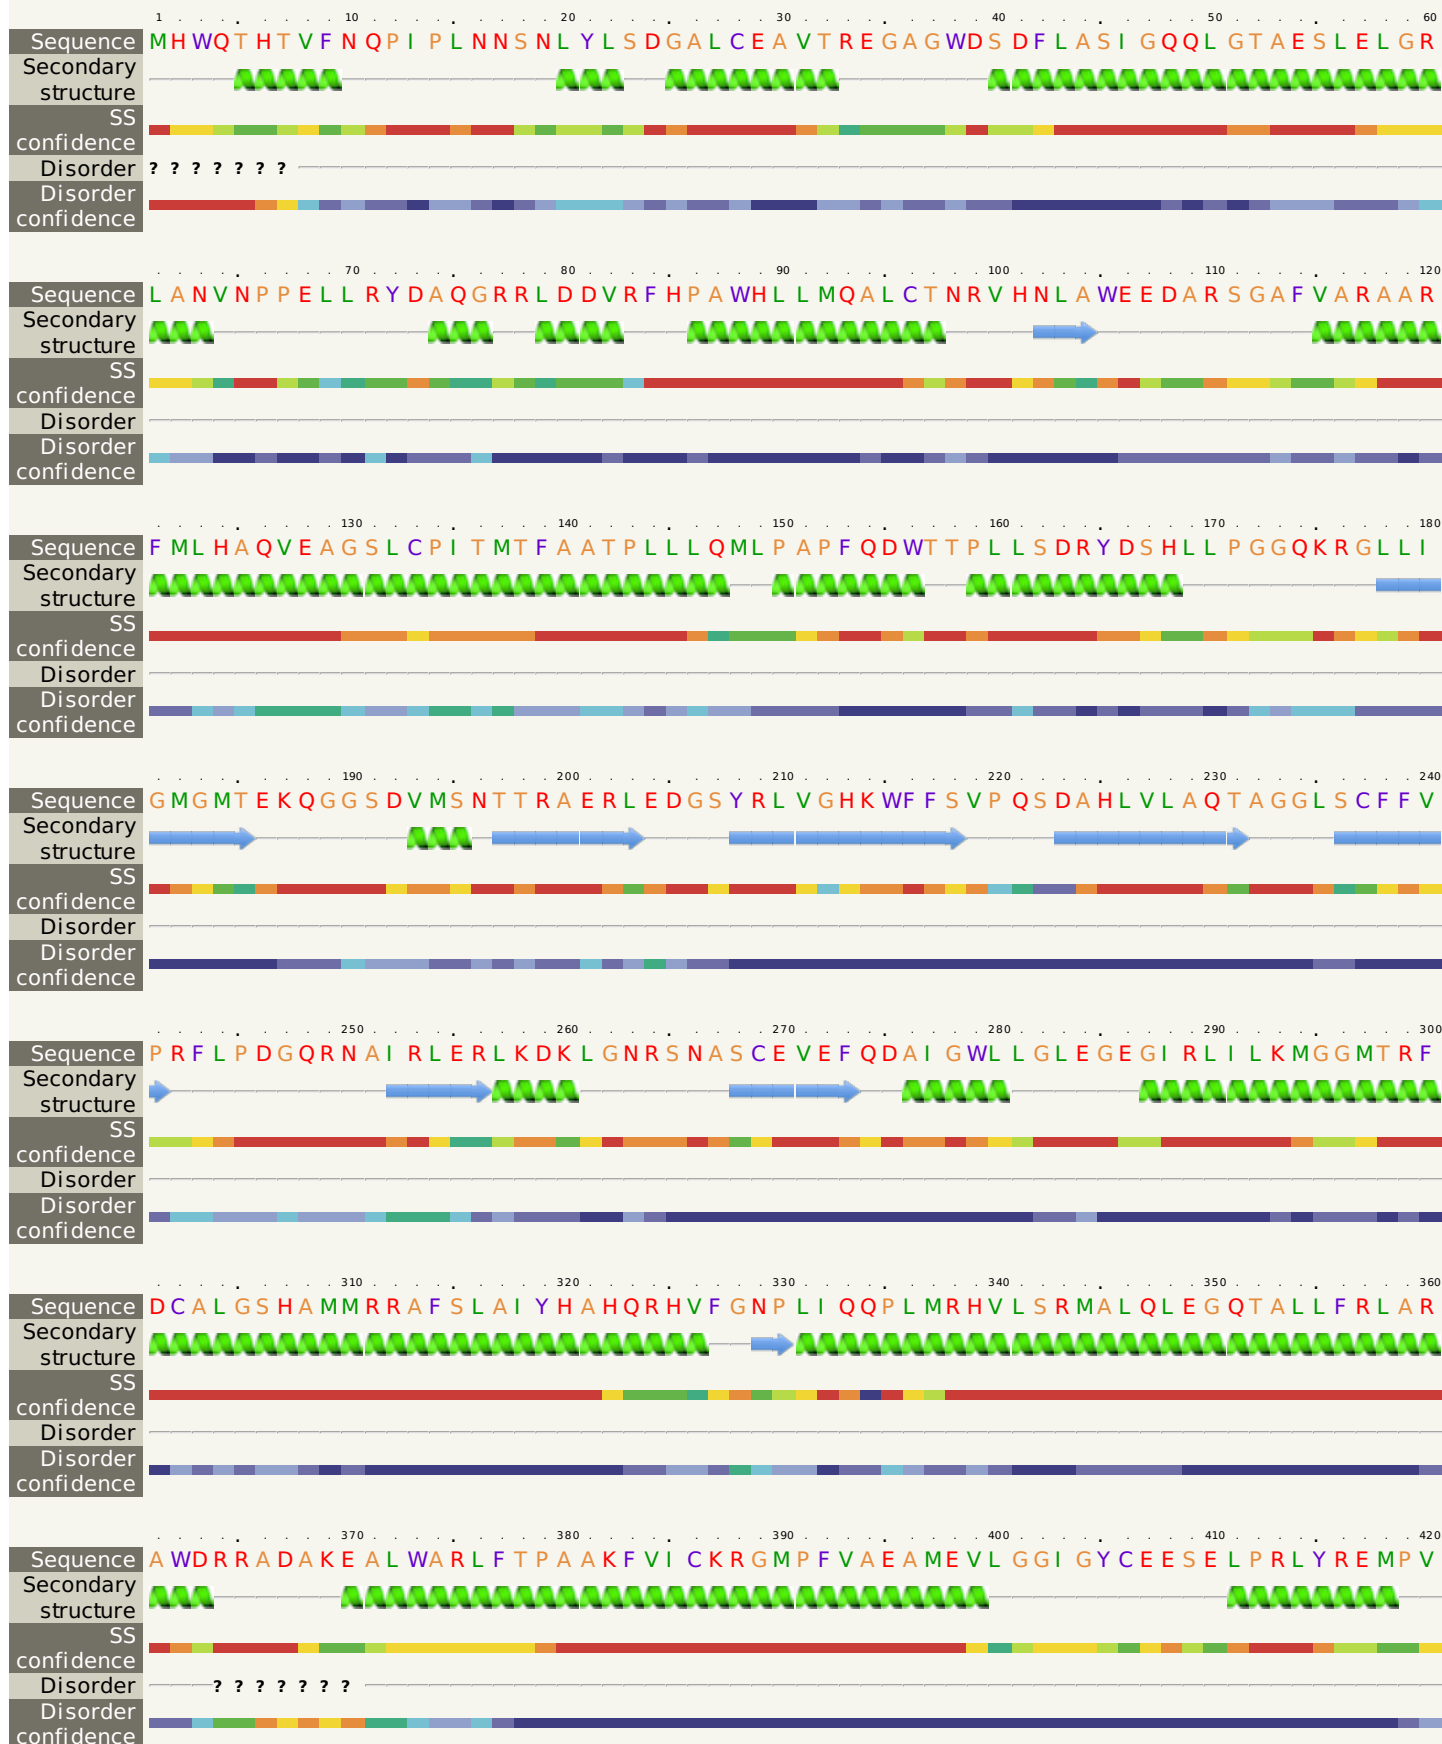 1 . . . . . . . 10 . . . . . . . . . 20 . . . . . . . . . 30 . . . . . . . . . 40 . . . . . . . . . 50 . . . . . . . . . 60
Sequence MHWQTHTVFNQPIPLNNSNLYLSDGALCEAVTREGAGWDSDFLASIGQQLGTAESLELGR
Secondary
structure
SS
confidence
Disorder ? ? ? ? ? ? ?
Disorder
confidence
. . . . . . . . 70 . . . . . . . . . 80 . . . . . . . . . 90 . . . . . . . . . 100 . . . . . . . . . 110 . . . . . . . . . 120
Sequence LANVNPPELLRYDAQGRRLDDVRFHPAWHLLMQALCTNRVHNLAWEEDARSGAFVARAAR
Secondary
structure
SS
confidence
Disorder
Disorder
confidence
. . . . . . . . 130 . . . . . . . . . 140 . . . . . . . . . 150 . . . . . . . . . 160 . . . . . . . . . 170 . . . . . . . . . 180
Sequence FMLHAQVEAGSLCPITMTFAATPLLLQMLPAPFQDWTTPLLSDRYDSHLLPGGQKRGLLI
Secondary
structure
SS
confidence
Disorder
Disorder
confidence
. . . . . . . . 190 . . . . . . . . . 200 . . . . . . . . . 210 . . . . . . . . . 220 . . . . . . . . . 230 . . . . . . . . . 240
Sequence GMGMTEKQGGSDVMSNTTRAERLEDGSYRLVGHKWFFSVPQSDAHLVLAQTAGGLSCFFV
Secondary
structure
SS
confidence
Disorder
Disorder
confidence
. . . . . . . . 250 . . . . . . . . . 260 . . . . . . . . . 270 . . . . . . . . . 280 . . . . . . . . . 290 . . . . . . . . . 300
Sequence PRFLPDGQRNAIRLERLKDKLGNRSNASCEVEFQDAIGWLLGLEGEGIRLILKMGGMTRF
Secondary
structure
SS
confidence
Disorder
Disorder
confidence
. . . . . . . . 310 . . . . . . . . . 320 . . . . . . . . . 330 . . . . . . . . . 340 . . . . . . . . . 350 . . . . . . . . . 360
Sequence DCALGSHAMMRRAFSLAIYHAHQRHVFGNPLIQQPLMRHVLSRMALQLEGQTALLFRLAR
Secondary
structure
SS
confidence
Disorder
Disorder
confidence
. . . . . . . . 370 . . . . . . . . . 380 . . . . . . . . . 390 . . . . . . . . . 400 . . . . . . . . . 410 . . . . . . . . . 420
Sequence AWDRRADAKEALWARLFTPAAKFVICKRGMPFVAEAMEVLGGIGYCEESELPRLYREMPV
Secondary
structure
SS
confidence
Disorder ? ? ? ? ? ? ?
Disorder
confidence